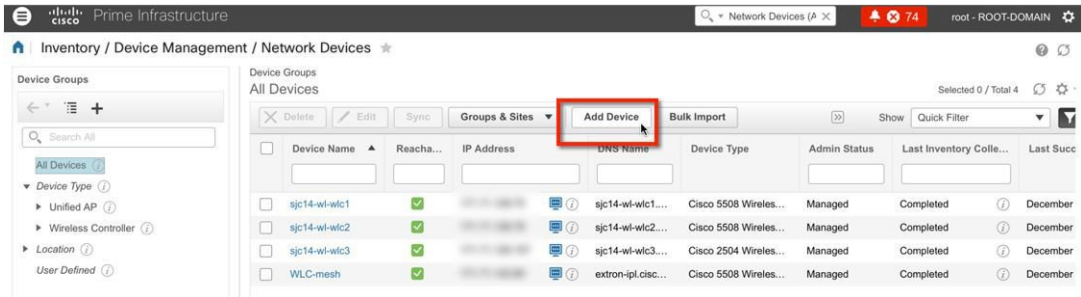 cisco Prime Infrastructure
Network Devices (A
74
root - ROOT-DOMAIN
Inventory / Device Management / Network Devices
Device Groups
Search All
All Devices
Device Type
Unified AP
Wireless Controller
Location
User Defined
Device Groups
All Devices
Selected 0 / Total 4
Delete Edit Sync Groups & Sites Add Device Bulk Import Show Quick Filter
Device Name Reacha... IP Address DNS Name Device Type Admin Status Last Inventory Colle... Last Succ
sjc14-wl-wlc1 sjc14-wl-wlc1.... Cisco 5508 Wireles... Managed Completed December
sjc14-wl-wlc2 sjc14-wl-wlc2.... Cisco 5508 Wireles... Managed Completed December
sjc14-wl-wlc3 sjc14-wl-wlc3.... Cisco 2504 Wireles... Managed Completed December
WLC-mesh extron-ipl.cisc... Cisco 5508 Wireles... Managed Completed December